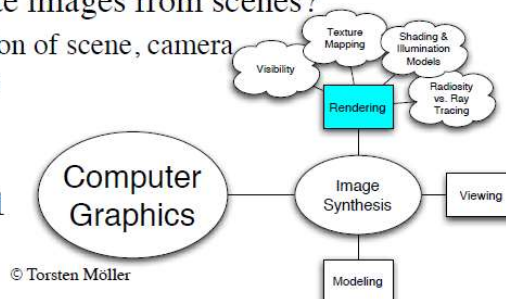 te images from scenes?
on of scene, camera
Texture
Mapping
Shading &
Illumination
Models
Visibility
Radiosity
vs. Ray
Tracing
Rendering
Computer
Graphics
Image
Synthesis
Viewing
Modeling
© Torsten Möller